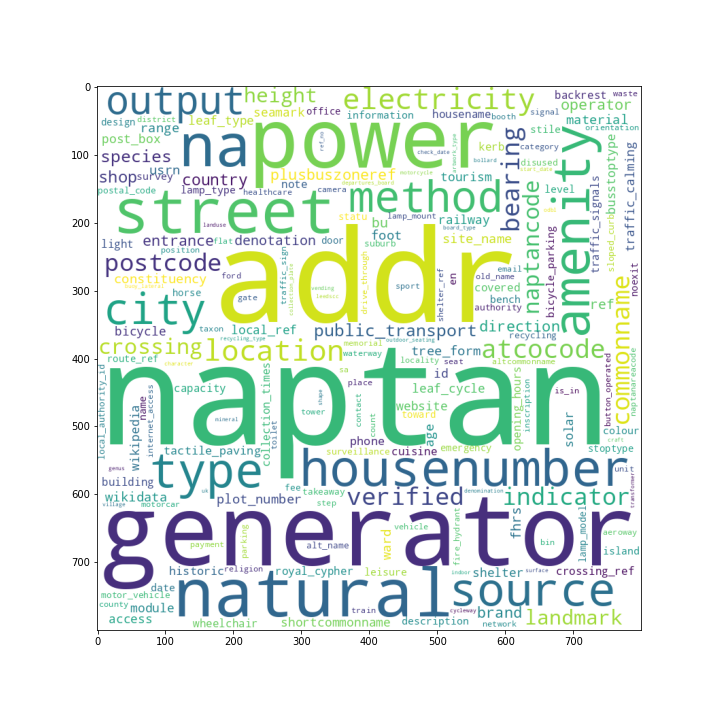 0
100
200
300
400
500
600
700
0 100 200 300 400 500 600 700
output height electricity backrest waste
operator
design district seamark office information housename booth signal
leaf_type material orientation
range
post_box na power kerb stile category
check_date
species bearing disused amenity
shop survey usrn plusbuszoneref busstoptype
postal_code country note camera tourism level traffic_calming
lamp_type healthcare motorcycle
street method naptancode traffic_signals sloped_curb
statu lamp_mount railway
landuse bu board_type
light entrance flat denotation door foot suburb site_name
position noexit
postcode addr en old_name email bicycle_parking
constituency ford traffic_sign drive_through covered
horse gate sport shelter_ref bench ref
city vending authority commonname
bicycle taxon local_ref public_transport direction recycling
crossing location recycling_type memorial outdoor_seating tree_form atcocode
route_ref waterway locality seat altcommonname
character sa id
naptan
local_authority_id capacity collection_times place leaf_cycle opening_hours is_in button_operated naptanareacode
wikipedia name internet_access tower shape contact count website inscription
mineral toward age solar colour
toilet phone craft
tactile_paving surveillance cuisine emergency stoptype
genus type housenumber unit transformer
building uk fee takeaway denomination
wikidata plot_number step verified indicator
village motorcar
generator
payment parking alt_name ward vehicle fire_hydrant fhrs bin lamp_model aeroway
island
historic religion royal_cypher leisure indoor shelter surface crossing_ref
motor_vehicle date natural source
county module train cycleway brand landmark
access wheelchair shortcommonname description network